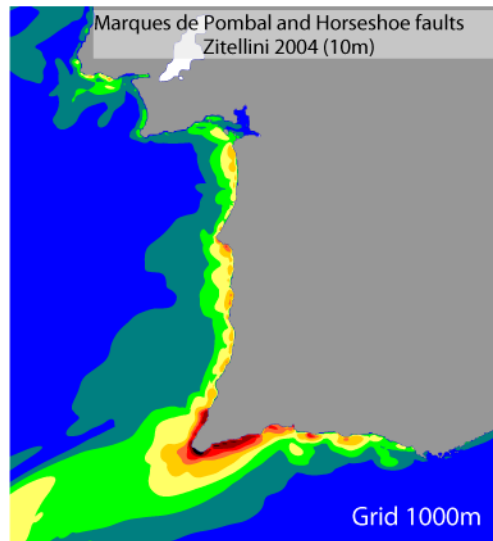 Marques de Pombal and Horseshoe faults
Zitellini 2004 (10m)
Grid 1000m